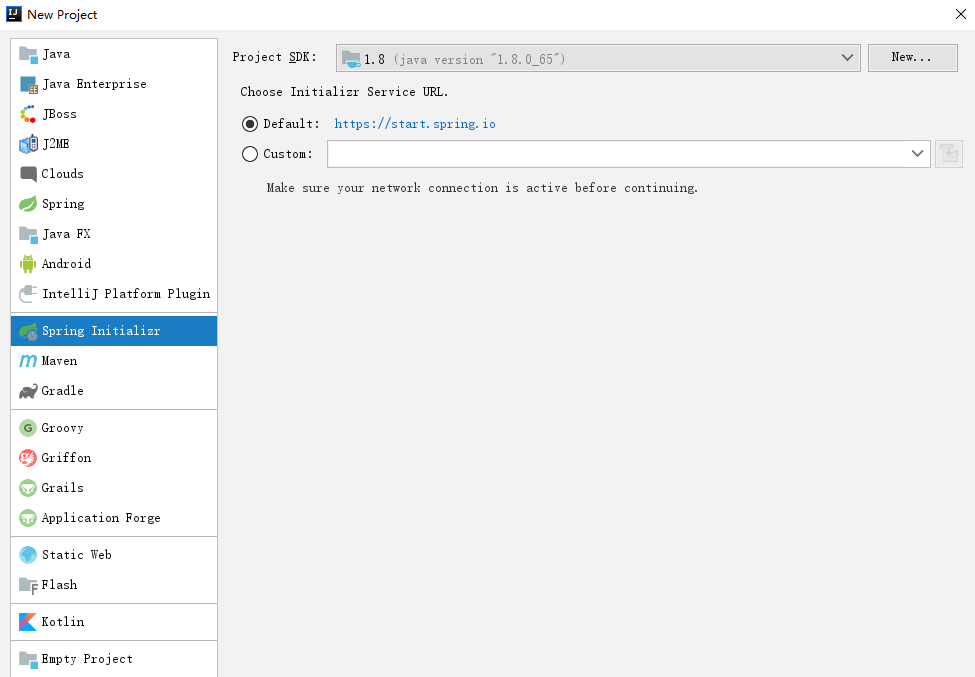 New Project
Java
Java Enterprise
JBoss
J2ME
Clouds
Spring
Java FX
Android
IntelliJ Platform Plugin
Spring Initializr
Maven
Gradle
Groovy
Griffon
Grails
Application Forge
Static Web
Flash
Kotlin
Empty Project
Project SDK: 1.8 (java version "1.8.0_65") New...
Choose Initializr Service URL.
Default: https://start.spring.io
Custom:
Make sure your network connection is active before continuing.